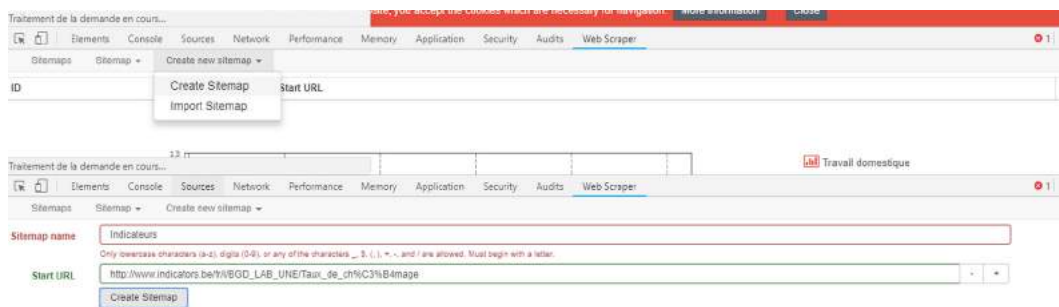 Traitement de la demande en cours...
site, you accept the cookies which are necessary for navigation. More information Close
Elements Console Sources Network Performance Memory Application Security Audits Web Scraper 1
Sitemaps Sitemap Create new sitemap
ID Start URL
Create Sitemap
Import Sitemap
13
Traitement de la demande en cours...
Travail domestique
Elements Console Sources Network Performance Memory Application Security Audits Web Scraper 1
Sitemaps Sitemap Create new sitemap
Sitemap name Indicateurs
Only lowercase characters (a-z), digits (0-9), or any of the characters _, $, (, ), +, -, and / are allowed. Must begin with a letter.
Start URL http://www.indicators.be/fr/i/BGD_LAB_UNE/Taux_de_ch%C3%B4mage - +
Create Sitemap